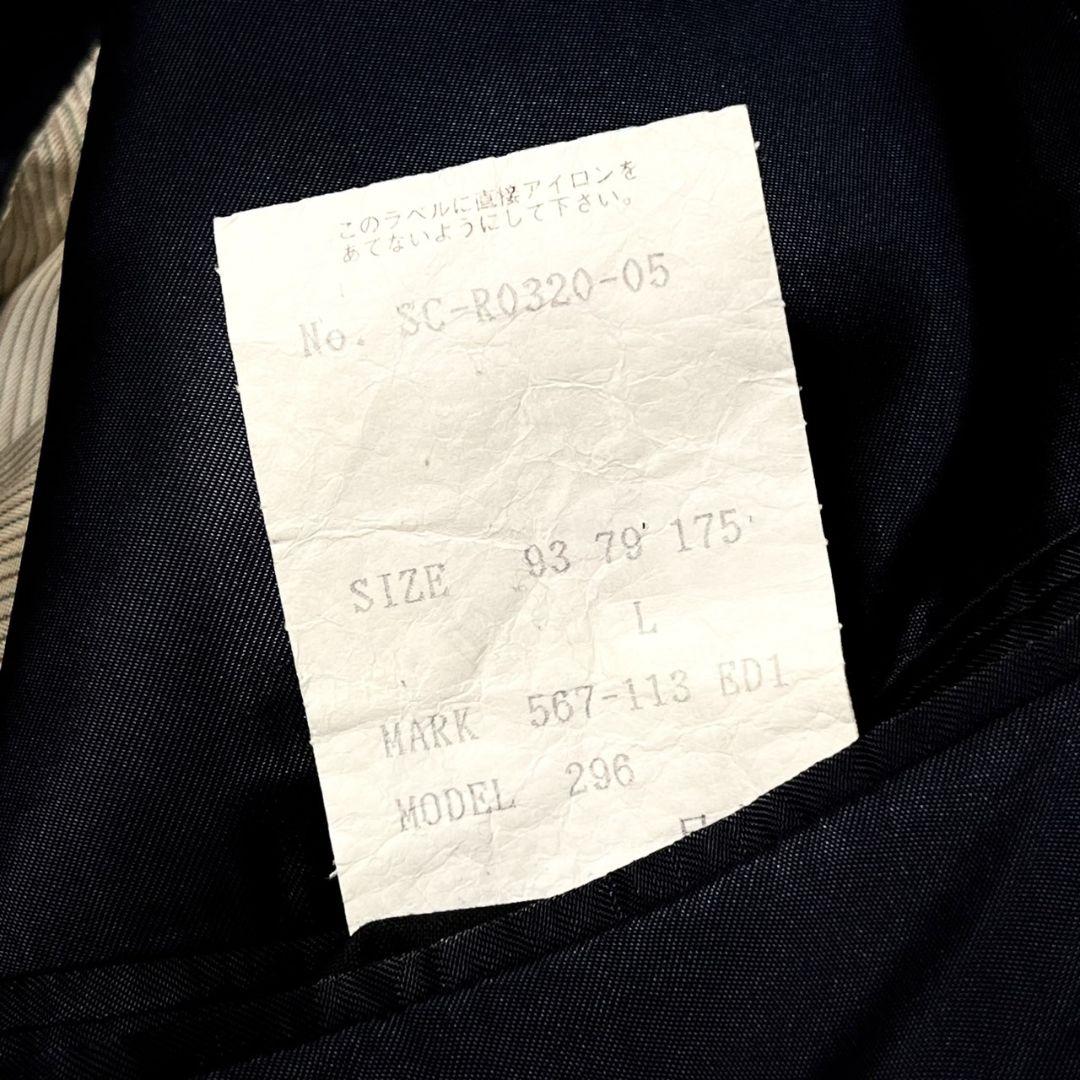 このラベルに直接アイロンを
あてないようにして下さい。
No. SC-R0320-05
SIZE 93 79 175
L
MARK 567-113 ED1
MODEL 296